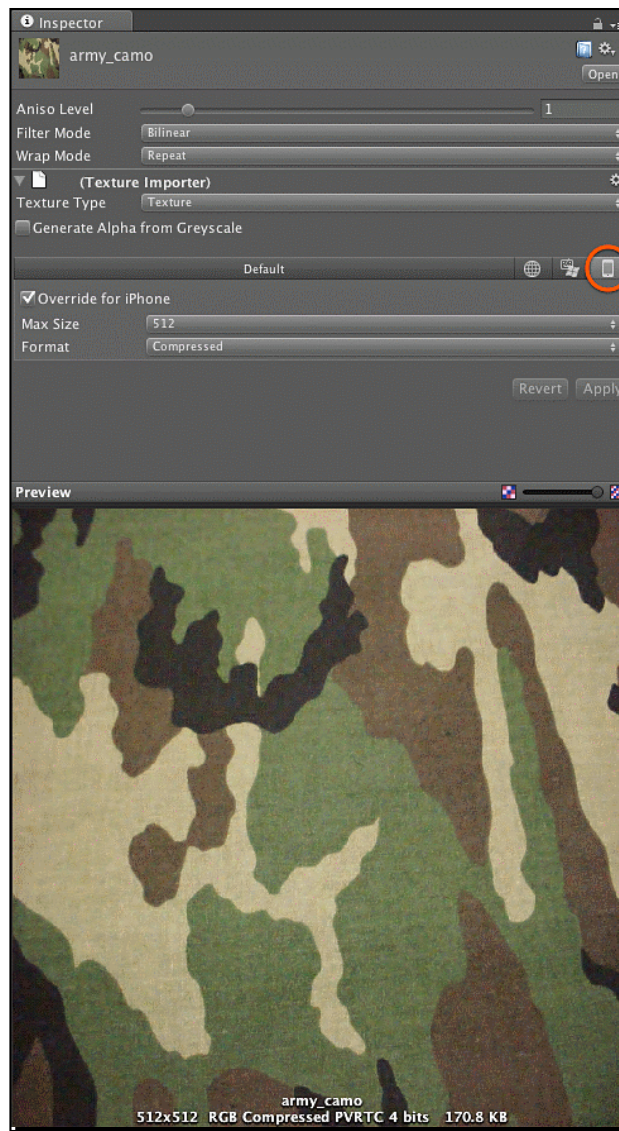 Inspector
army_camo
Open
Aniso Level 1
Filter Mode Bilinear
Wrap Mode Repeat
(Texture Importer)
Texture Type Texture
Generate Alpha from Greyscale
Default
Override for iPhone
Max Size 512
Format Compressed
Revert Apply
Preview
army_camo
512x512 RGB Compressed PVRTC 4 bits 170.8 KB